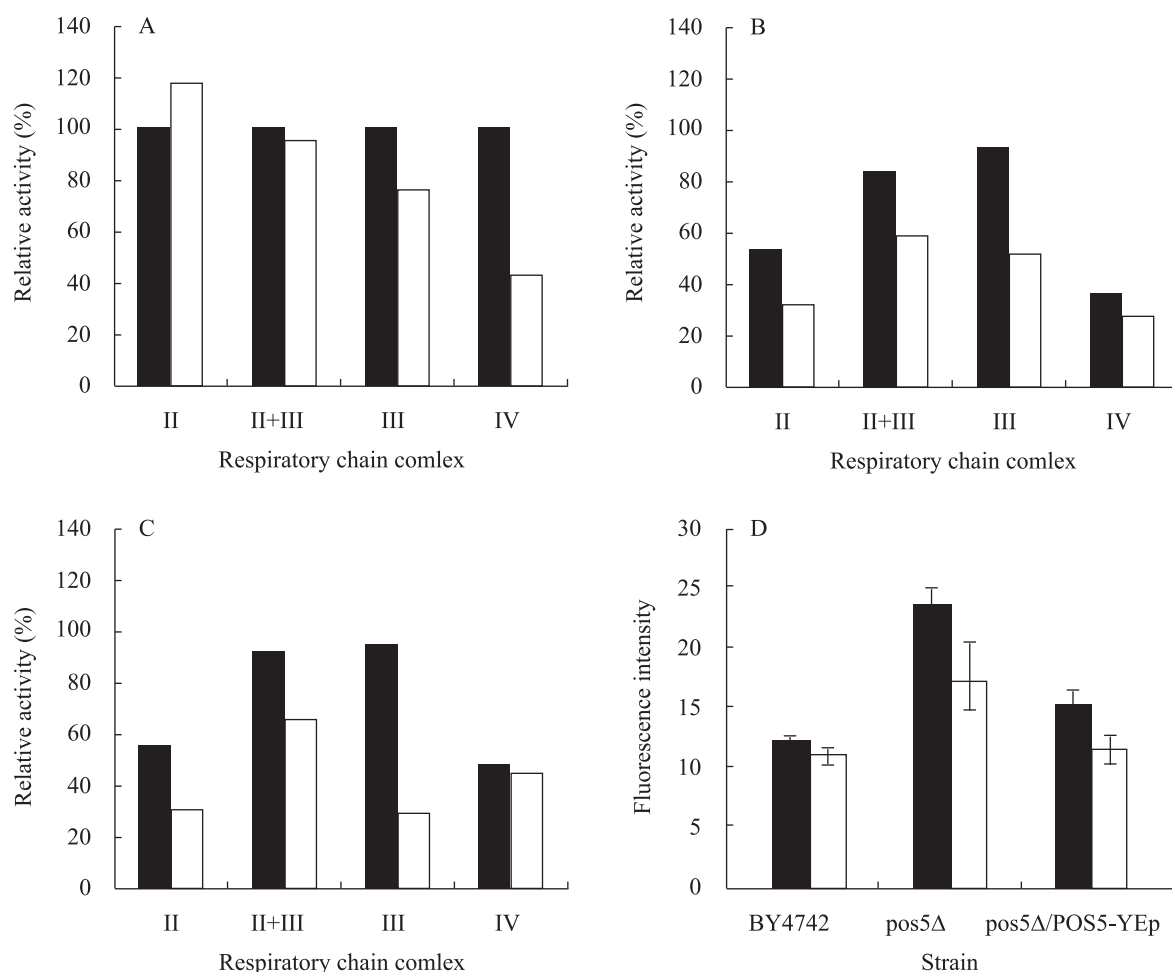 A
140
120
100
80
60
40
20
0
Relative activity (%)
II II+III III IV
Respiratory chain comlex
B
140
120
100
80
60
40
20
0
Relative activity (%)
II II+III III IV
Respiratory chain comlex
C
140
120
100
80
60
40
20
0
Relative activity (%)
II II+III III IV
Respiratory chain comlex
D
30
25
20
15
10
5
0
Fluorescence intensity
BY4742 pos5Δ pos5Δ/POS5-YEp
Strain